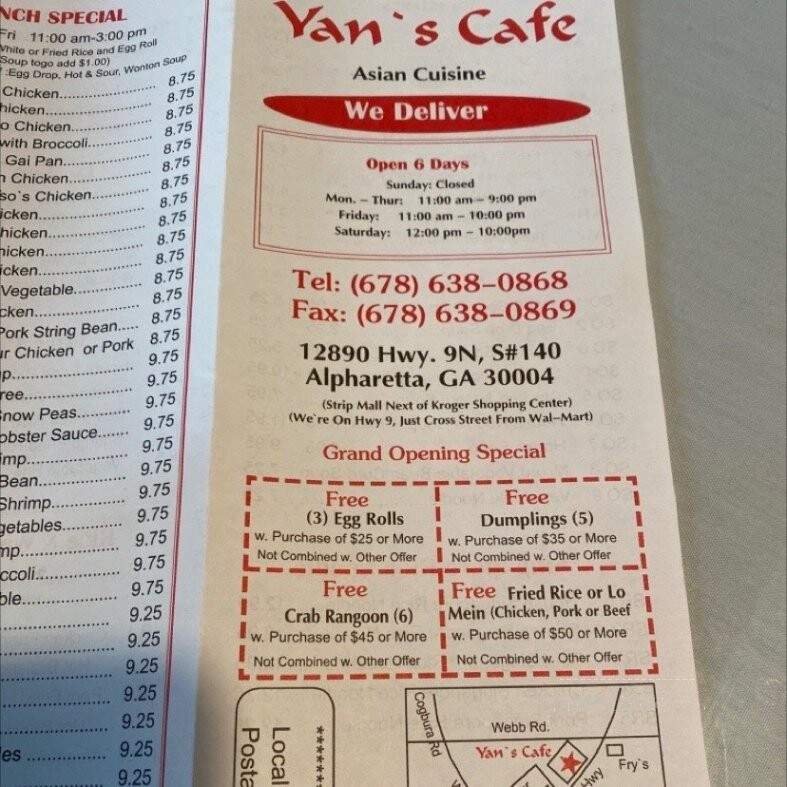 NCH SPECIAL
Fri 11:00 am-3:00 pm
White or Fried Rice and Egg Roll
Soup togo add $1.00)
:Egg Drop, Hot & Sour, Wonton Soup
Chicken.................... 8.75
hicken.................... 8.75
o Chicken.................... 8.75
with Broccoli.................... 8.75
Gai Pan.................... 8.75
n Chicken.................... 8.75
so's Chicken.................... 8.75
icken.................... 8.75
hicken.................... 8.75
hicken.................... 8.75
icken.................... 8.75
Vegetable.................... 8.75
cken.................... 8.75
Pork String Bean..... 8.75
r Chicken or Pork 8.75
p.................... 9.75
ree.................... 9.75
Snow Peas............ 9.75
obster Sauce....... 9.75
imp.................... 9.75
Bean.................... 9.75
Shrimp................ 9.75
getables.............. 9.75
mp.................... 9.75
ccoli.................... 9.75
ble.................... 9.75
.................... 9.25
.................... 9.25
.................... 9.25
.................... 9.25
.................... 9.25
es .................... 9.25
.................... 9.25
Yan`s Cafe
Asian Cuisine
We Deliver
Open 6 Days
Sunday: Closed
Mon. – Thur: 11:00 am – 9:00 pm
Friday: 11:00 am – 10:00 pm
Saturday: 12:00 pm – 10:00pm
Tel: (678) 638–0868
Fax: (678) 638–0869
12890 Hwy. 9N, S#140
Alpharetta, GA 30004
(Strip Mall Next of Kroger Shopping Center)
(We`re On Hwy 9, Just Cross Street From Wal–Mart)
Grand Opening Special
Free
(3) Egg Rolls
w. Purchase of $25 or More
Not Combined w. Other Offer
Free
Dumplings (5)
w. Purchase of $35 or More
Not Combined w. Other Offer
Free
Crab Rangoon (6)
w. Purchase of $45 or More
Not Combined w. Other Offer
Free Fried Rice or Lo
Mein (Chicken, Pork or Beef
w. Purchase of $50 or More
Not Combined w. Other Offer
*******
Local
Posta
Cogbura Rd
Webb Rd.
Yan`s Cafe
Hwy
Fry`s